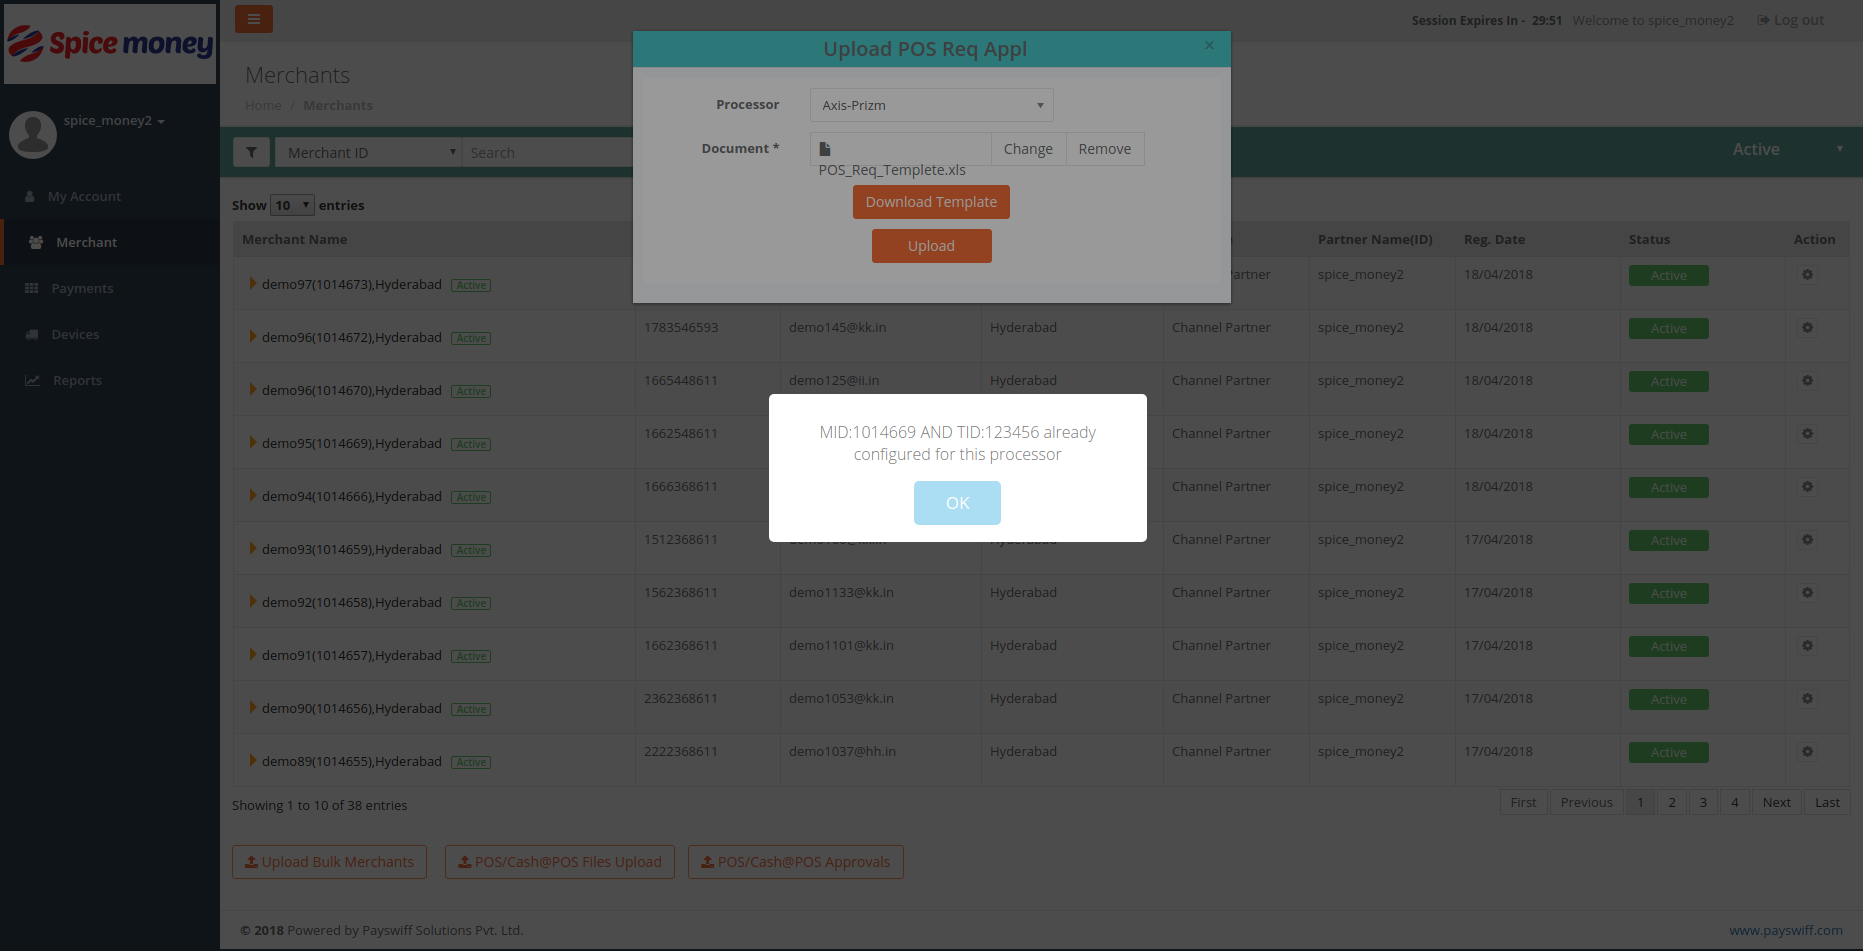 Spice money
Session Expires In - 29:51 Welcome to spice_money2 Log out
Upload POS Req Appl ×
Merchants
Home / Merchants
spice_money2
Processor Axis-Prizm
Document * Change Remove
POS_Req_Templete.xls
Download Template
Upload
Merchant ID Search Active
My Account
Merchant
Payments
Devices
Reports
Show 10 entries
Merchant Name Partner Name(ID) Reg. Date Status Action
demo97(1014673),Hyderabad Active artner spice_money2 18/04/2018 Active
demo96(1014672),Hyderabad Active 1783546593 demo145@kk.in Hyderabad Channel Partner spice_money2 18/04/2018 Active
demo96(1014670),Hyderabad Active 1665448611 demo125@ii.in Hyderabad Channel Partner spice_money2 18/04/2018 Active
demo95(1014669),Hyderabad Active 1662548611 Channel Partner spice_money2 18/04/2018 Active
MID:1014669 AND TID:123456 already
configured for this processor
OK
demo94(1014666),Hyderabad Active 1666368611 Channel Partner spice_money2 18/04/2018 Active
demo93(1014659),Hyderabad Active 1512368611 Hyderabad Channel Partner spice_money2 17/04/2018 Active
demo92(1014658),Hyderabad Active 1562368611 demo1133@kk.in Hyderabad Channel Partner spice_money2 17/04/2018 Active
demo91(1014657),Hyderabad Active 1662368611 demo1101@kk.in Hyderabad Channel Partner spice_money2 17/04/2018 Active
demo90(1014656),Hyderabad Active 2362368611 demo1053@kk.in Hyderabad Channel Partner spice_money2 17/04/2018 Active
demo89(1014655),Hyderabad Active 2222368611 demo1037@hh.in Hyderabad Channel Partner spice_money2 17/04/2018 Active
Showing 1 to 10 of 38 entries First Previous 1 2 3 4 Next Last
Upload Bulk Merchants POS/Cash@POS Files Upload POS/Cash@POS Approvals
© 2018 Powered by Payswiff Solutions Pvt. Ltd. www.payswiff.com